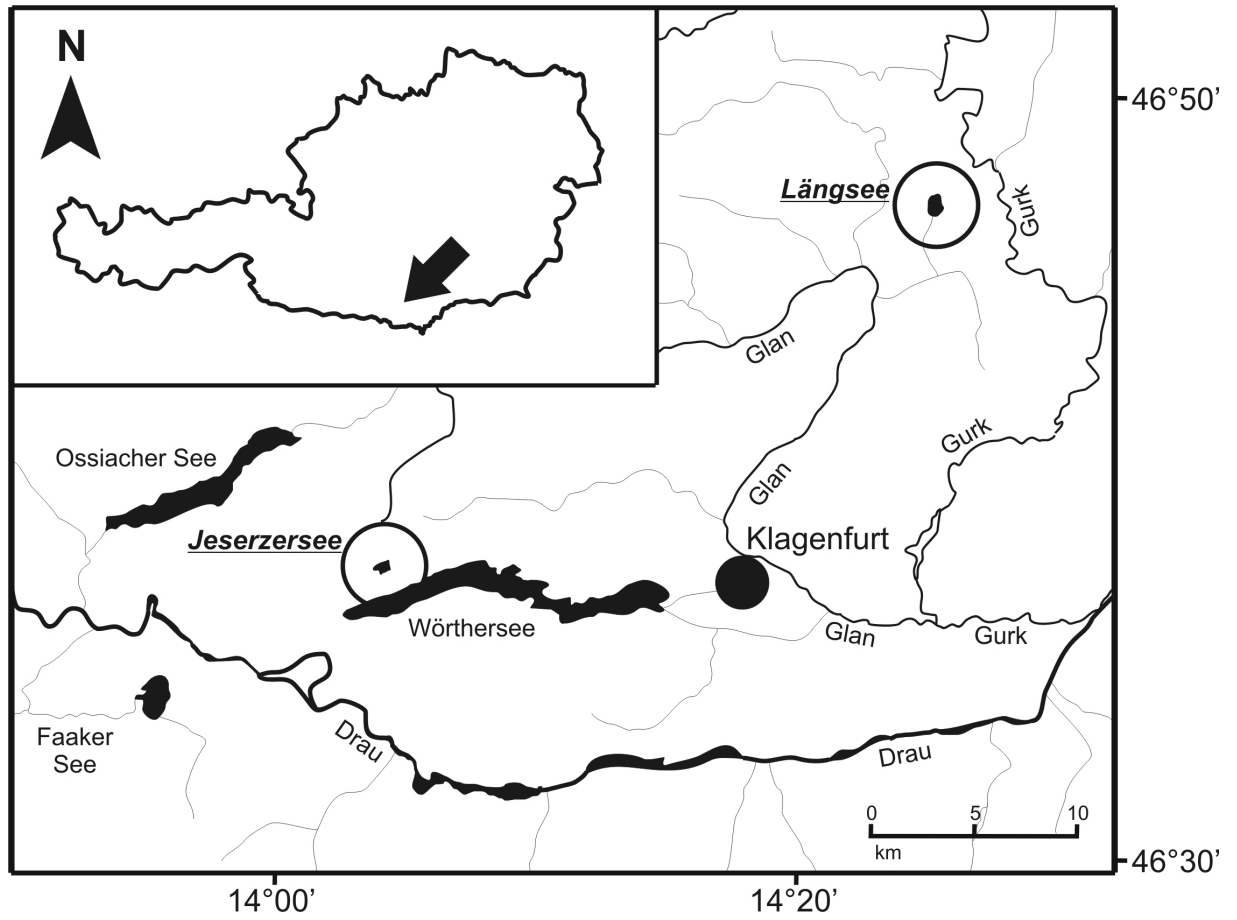 N
46°50'
Längsee
Gurk
Glan
Ossiacher See
Gurk
Glan
Jeserzersee
Klagenfurt
Wörthersee
Glan
Gurk
Faaker
See
Drau
Drau
0 5 10
km
46°30'
14°00'
14°20'